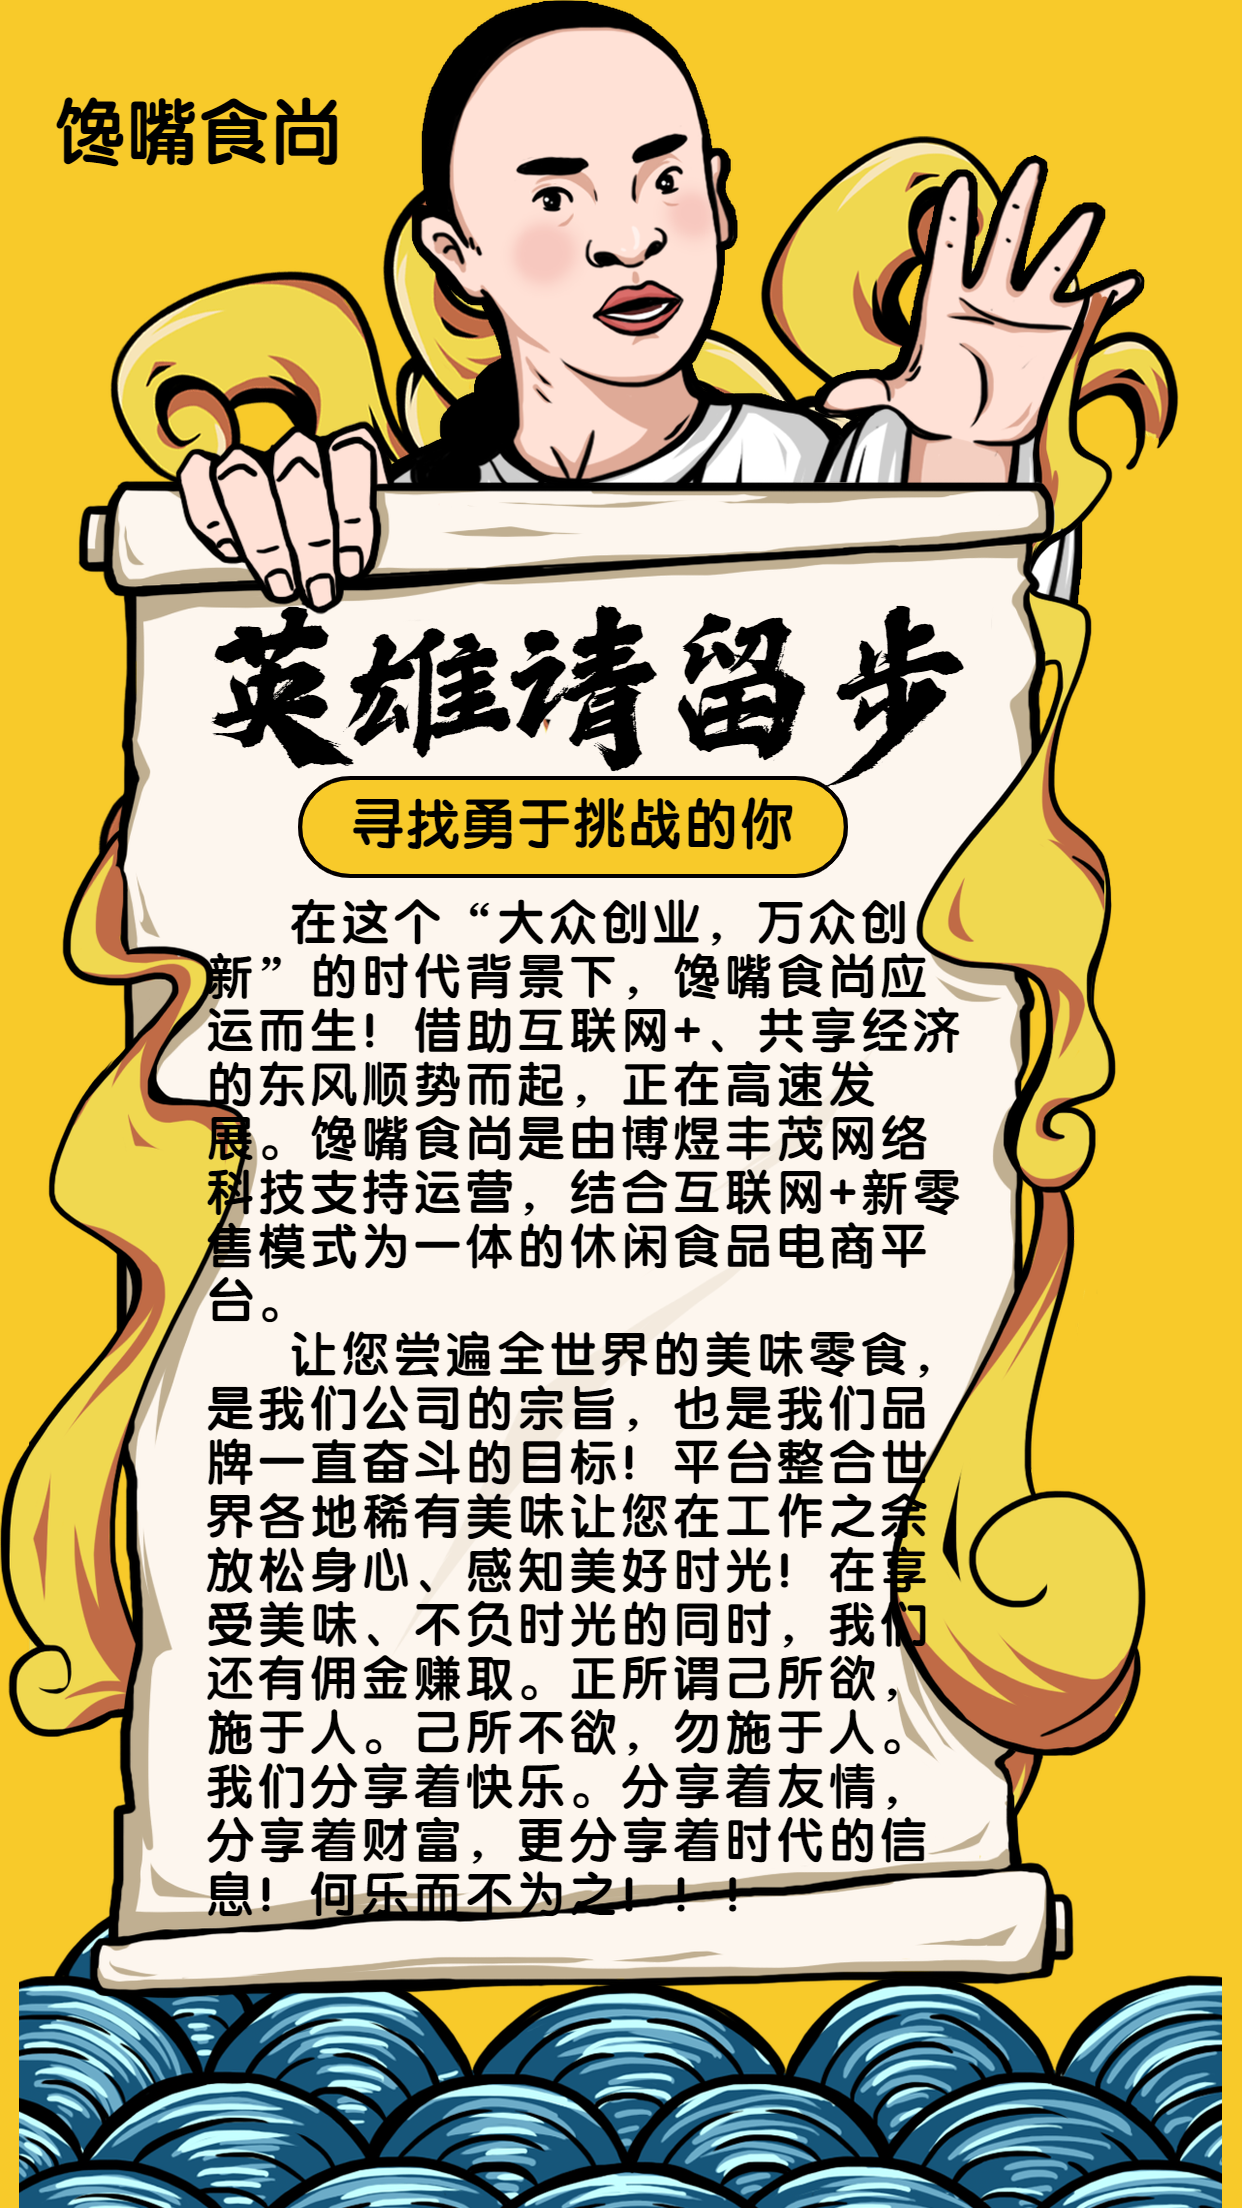 馋嘴食尚
英雄请留步
寻找勇于挑战的你
在这个“大众创业，万众创
新”的时代背景下，馋嘴食尚应
运而生！借助互联网+、共享经济
的东风顺势而起，正在高速发
展。馋嘴食尚是由博煜丰茂网络
科技支持运营，结合互联网+新零
售模式为一体的休闲食品电商平
台。
让您尝遍全世界的美味零食，
是我们公司的宗旨，也是我们品
牌一直奋斗的目标！平台整合世
界各地稀有美味让您在工作之余
放松身心、感知美好时光！在享
受美味、不负时光的同时，我们
还有佣金赚取。正所谓己所欲，
施于人。己所不欲，勿施于人。
我们分享着快乐。分享着友情，
分享着财富，更分享着时代的信
息！何乐而不为之！！！